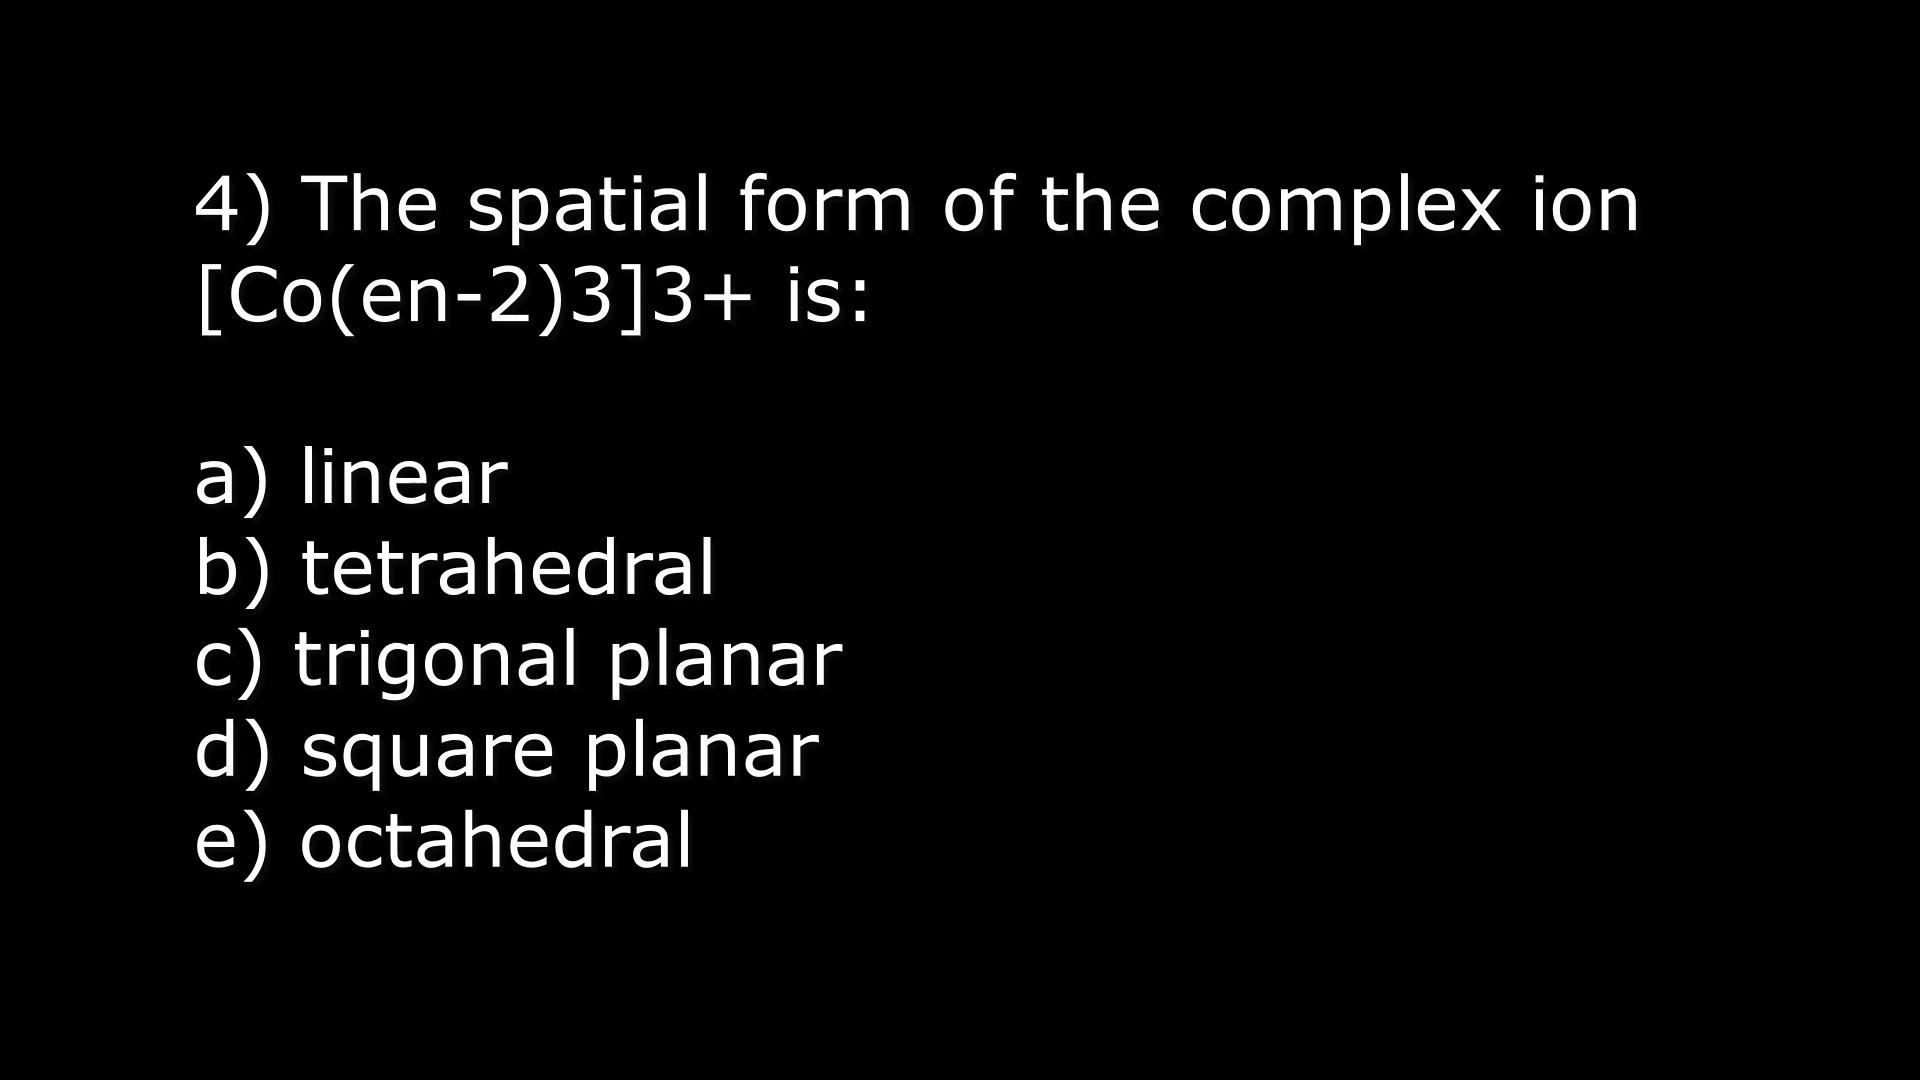 4) The spatial form of the complex ion
[Co(en-2)3]3+ is:
a) linear
b) tetrahedral
c) trigonal planar
d) square planar
e) octahedral